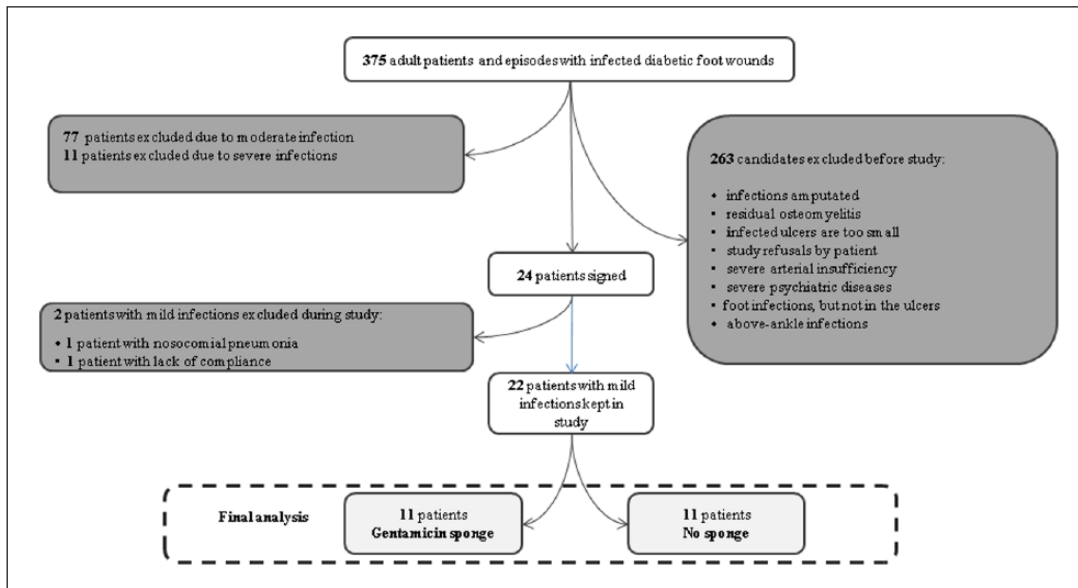 375 adult patients and episodes with infected diabetic foot wounds
77 patients excluded due to moderate infection
11 patients excluded due to severe infections
263 candidates excluded before study:
• infections amputated
• residual osteomyelitis
• infected ulcers are too small
• study refusals by patient
• severe arterial insufficiency
• severe psychiatric diseases
• foot infections, but not in the ulcers
• above-ankle infections
24 patients signed
2 patients with mild infections excluded during study:
• 1 patient with nosocomial pneumonia
• 1 patient with lack of compliance
22 patients with mild
infections kept in
study
Final analysis
11 patients
Gentamicin sponge
11 patients
No sponge